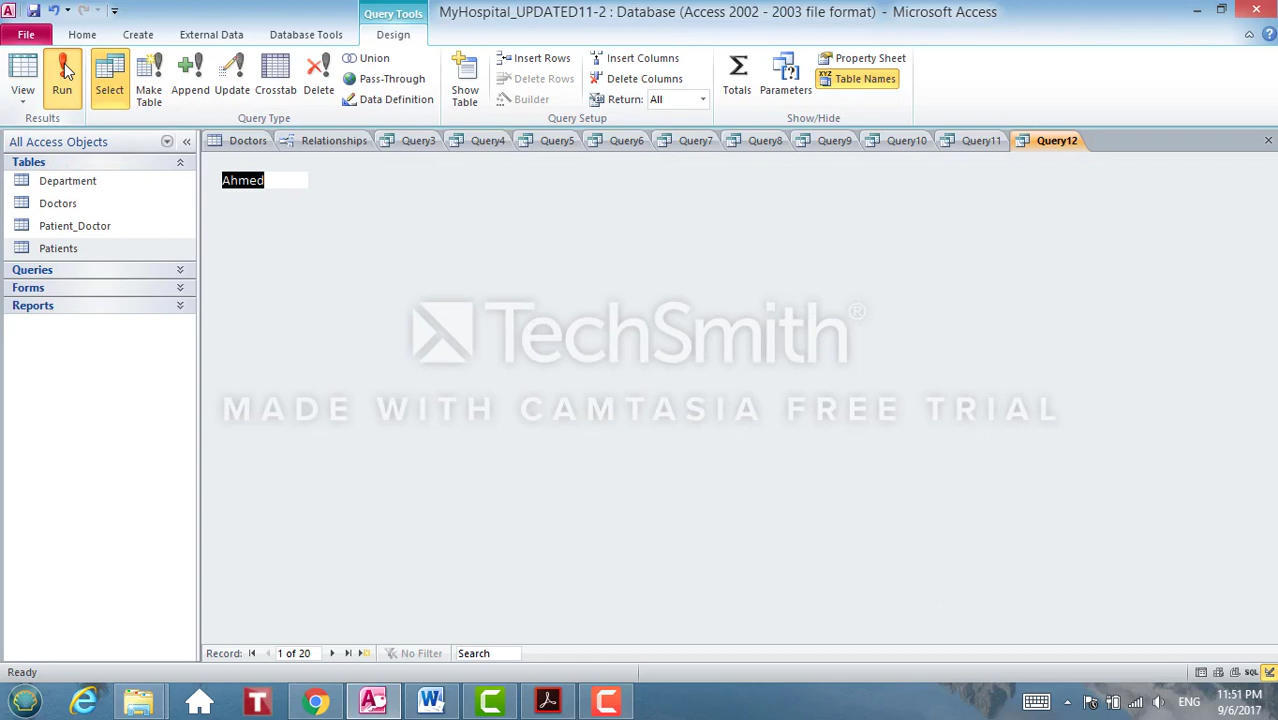 Query Tools
MyHospital_UPDATED11-2 : Database (Access 2002 - 2003 file format) - Microsoft Access
File Home Create External Data Database Tools Design
View
Run
Select
Make Table
Append
Update
Crosstab
Delete
Union
Pass-Through
Data Definition
Show Table
Insert Rows
Delete Rows
Builder
Insert Columns
Delete Columns
Return: All
Totals
Parameters
Property Sheet
XYZ Table Names
Results
Query Type
Query Setup
Show/Hide
All Access Objects
Doctors Relationships Query3 Query4 Query5 Query6 Query7 Query8 Query9 Query10 Query11 Query12
Tables
Department
Doctors
Patient_Doctor
Patients
Queries
Forms
Reports
Ahmed
TechSmith®
MADE WITH CAMTASIA FREE TRIAL
Record: 1 of 20 No Filter Search
Ready
SQL
ENG
11:51 PM
9/6/2017